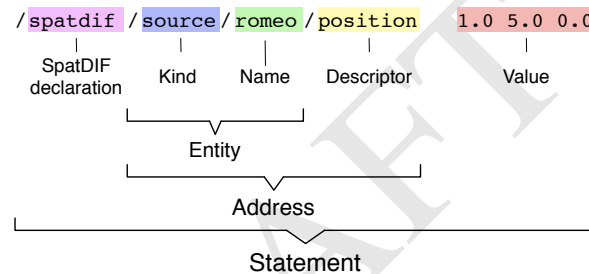 /spatdif/source/romeo/position 1.0 5.0 0.0
SpatDIF declaration Kind Name Descriptor Value
Entity
Address
Statement
AFT